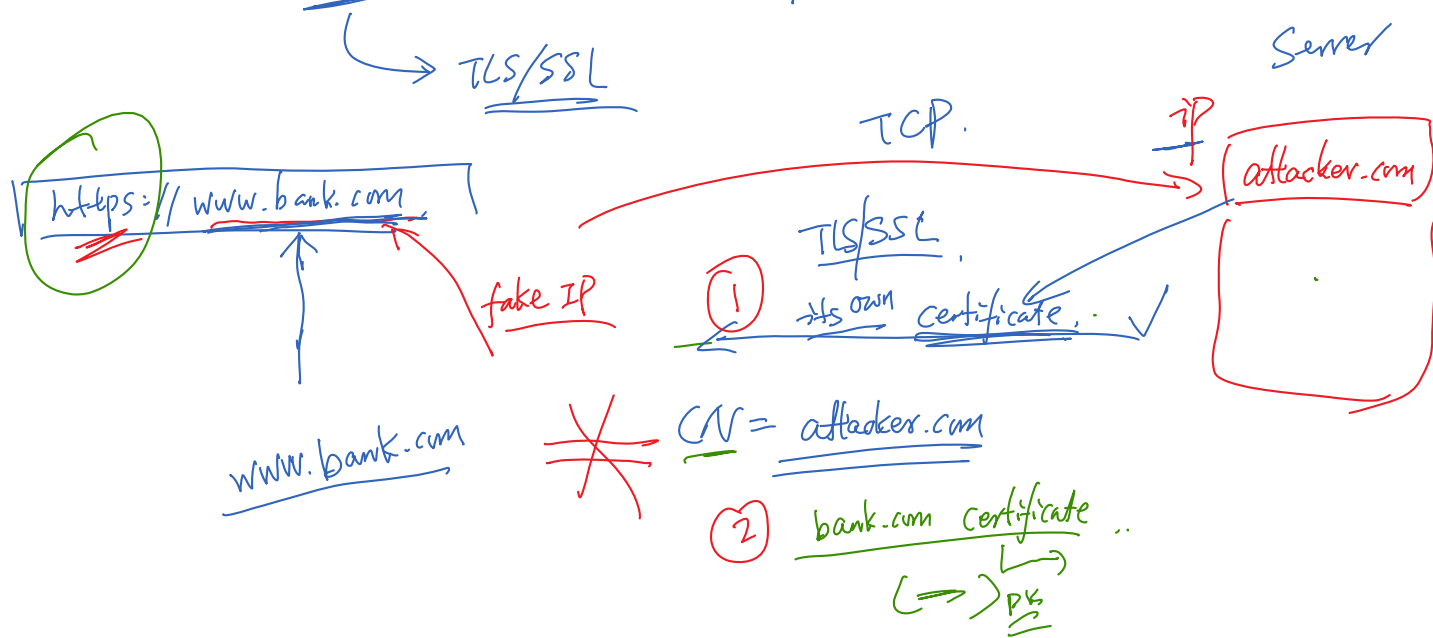 Server
TLS/SSL
TCP.
IP
attacker.com
https://www.bank.com
TLS/SSL.
fake IP
1
its own certificate.
www.bank.com
CN = attacker.com
2 bank.com certificate ..
( ) pk